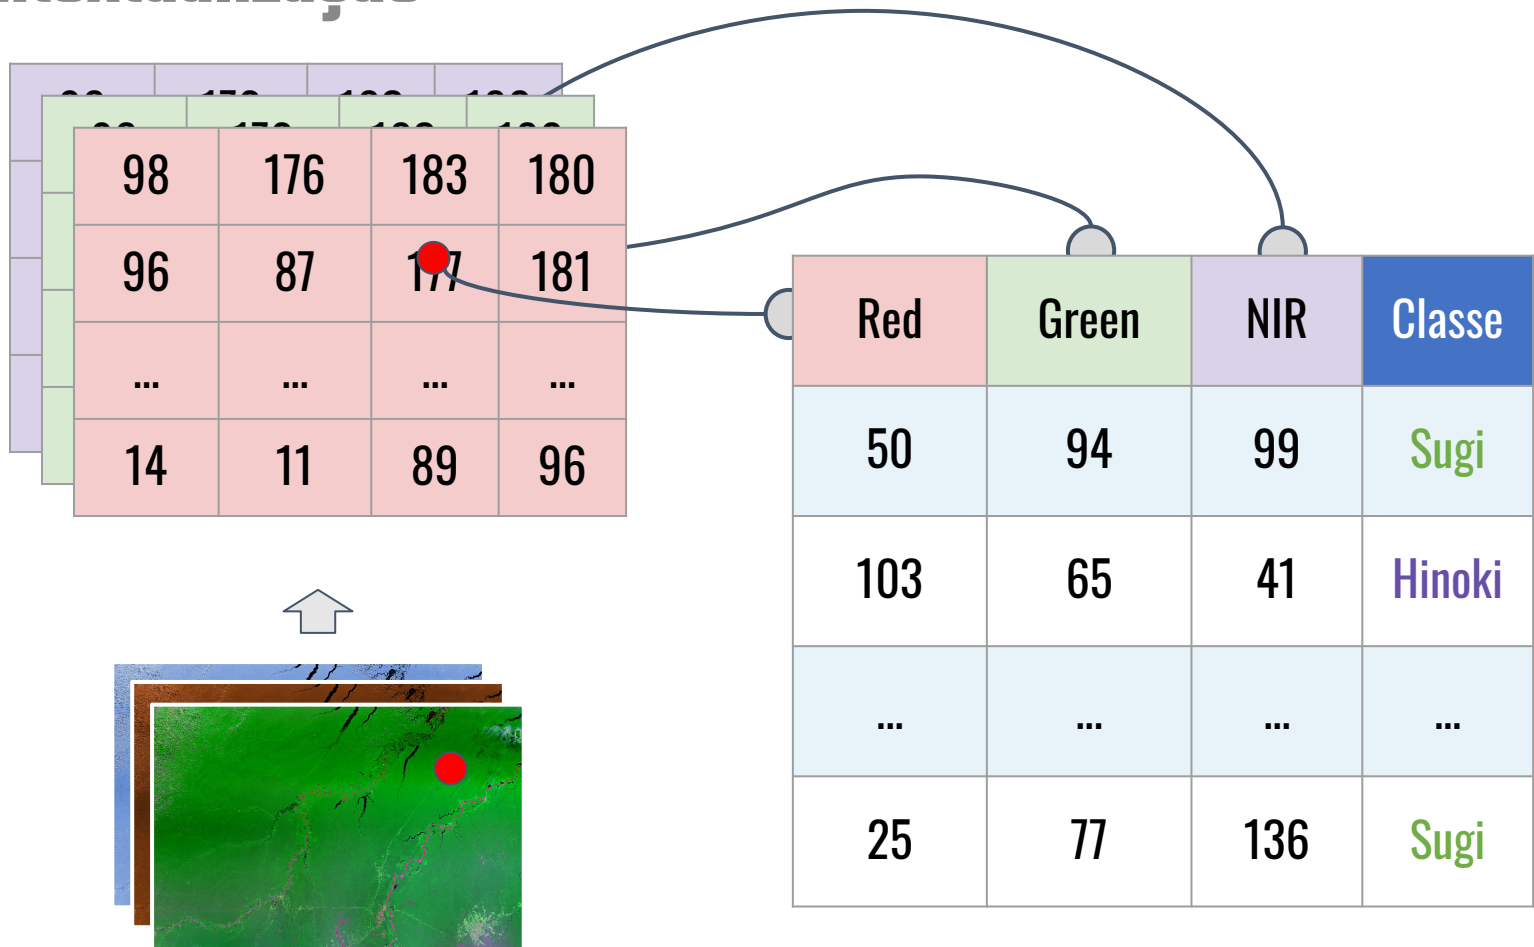 98 176 183 180
96 87 177 181
... ... ... ...
14 11 89 96
Red Green NIR Classe
50 94 99 Sugi
103 65 41 Hinoki
... ... ... ...
25 77 136 Sugi